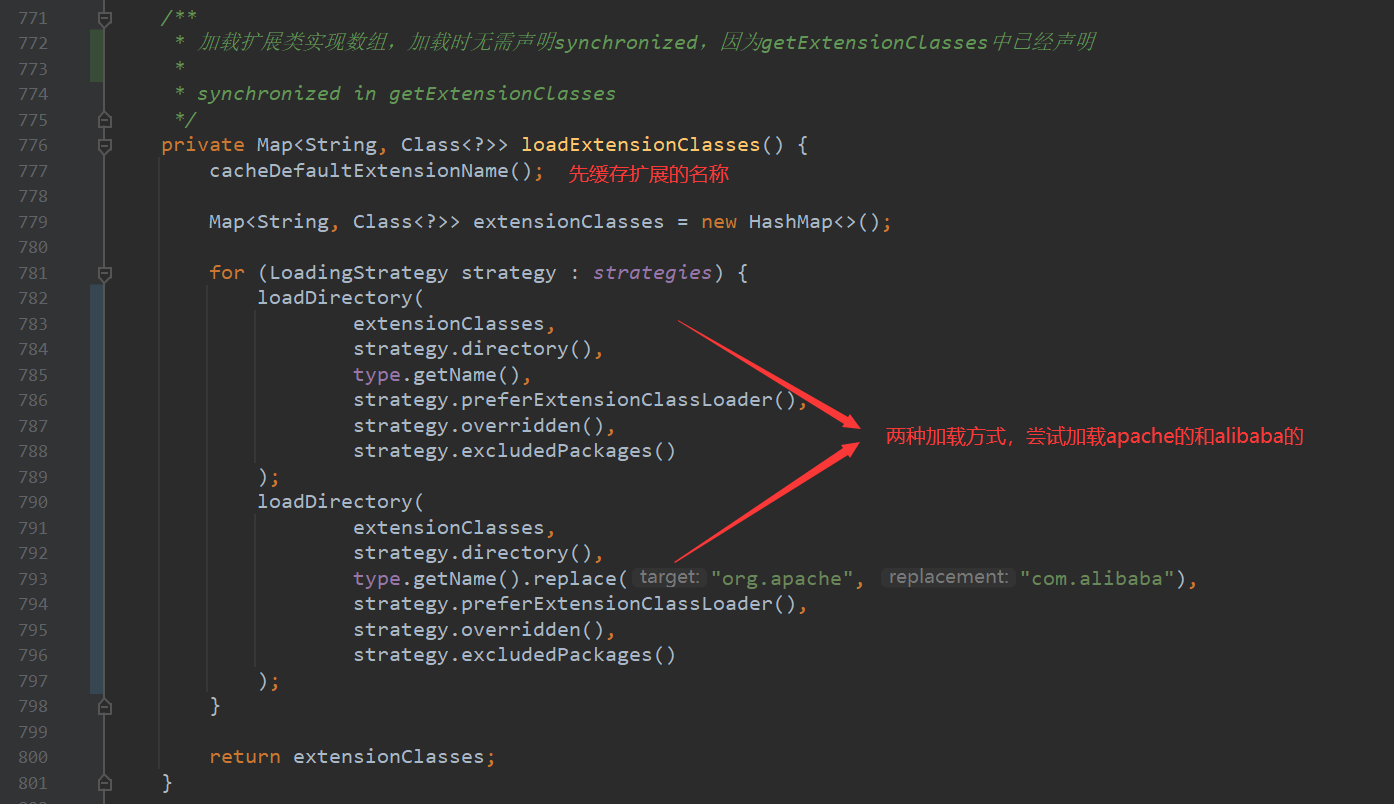 771 /**
772 * 加载扩展类实现数组，加载时无需声明synchronized，因为getExtensionClasses中已经声明
773 *
774 * synchronized in getExtensionClasses
775 */
776 private Map<String, Class<?>> loadExtensionClasses() {
777 cacheDefaultExtensionName(); 先缓存扩展的名称
778
779 Map<String, Class<?>> extensionClasses = new HashMap<>();
780
781 for (LoadingStrategy strategy : strategies) {
782 loadDirectory(
783 extensionClasses,
784 strategy.directory(),
785 type.getName(),
786 strategy.preferExtensionClassLoader(),
787 strategy.overridden(),
两种加载方式，尝试加载apache的和alibaba的
788 strategy.excludedPackages()
789 );
790 loadDirectory(
791 extensionClasses,
792 strategy.directory(),
793 type.getName().replace( target: "org.apache", replacement: "com.alibaba"),
794 strategy.preferExtensionClassLoader(),
795 strategy.overridden(),
796 strategy.excludedPackages()
797 );
798 }
799
800 return extensionClasses;
801 }